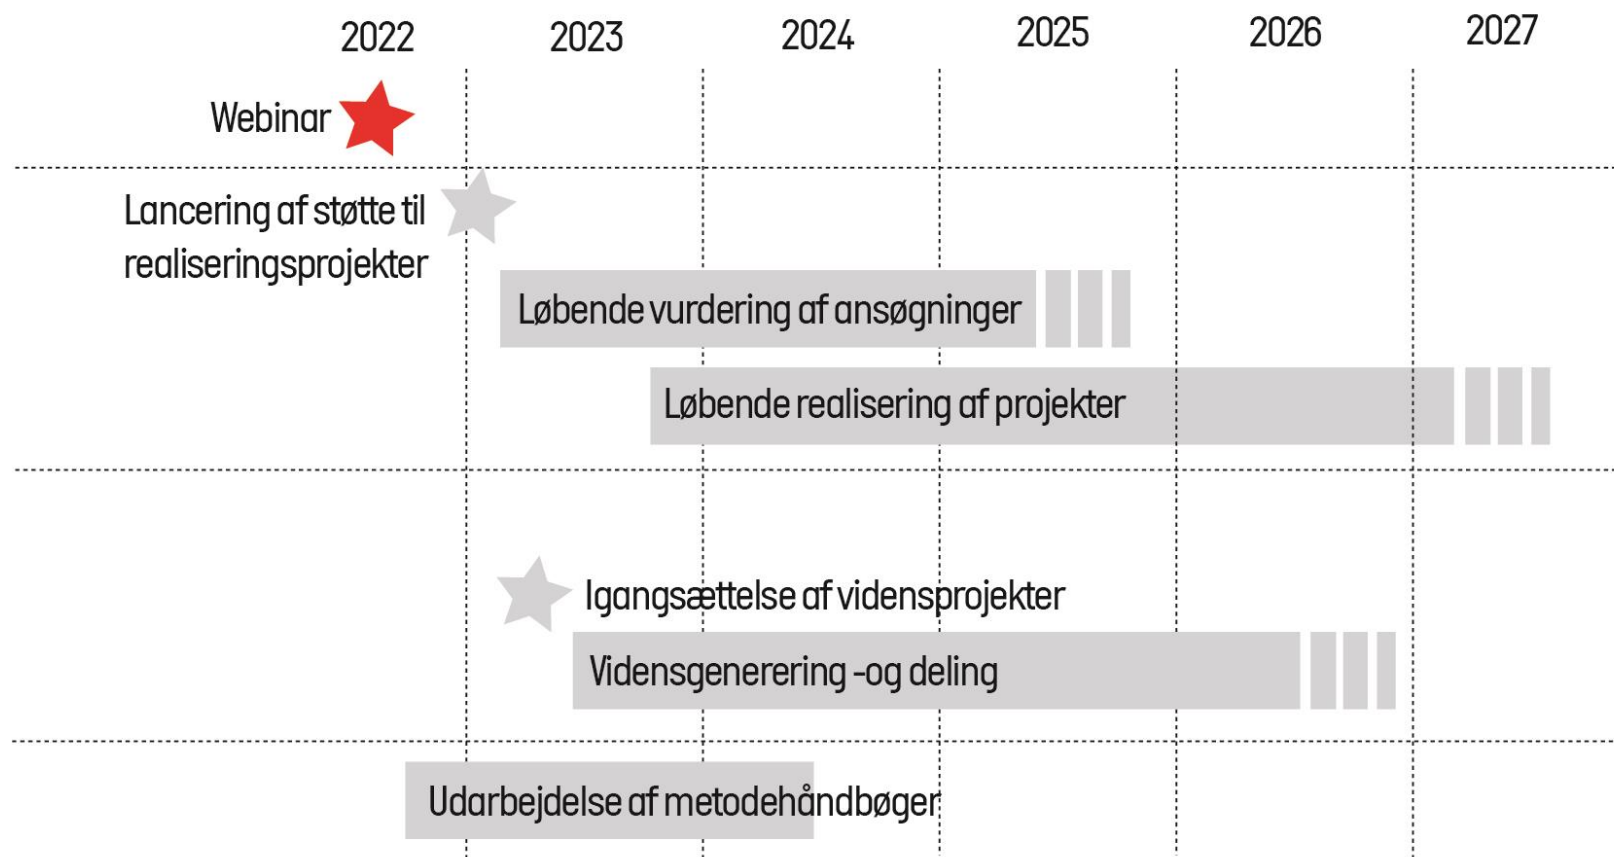 2022 2023 2024 2025 2026 2027
Webinar
Lancering af støtte til
realiseringsprojekter
Løbende vurdering af ansøgninger
Løbende realisering af projekter
Igangsættelse af vidensprojekter
Vidensgenerering -og deling
Udarbejdelse af metodehåndbøger